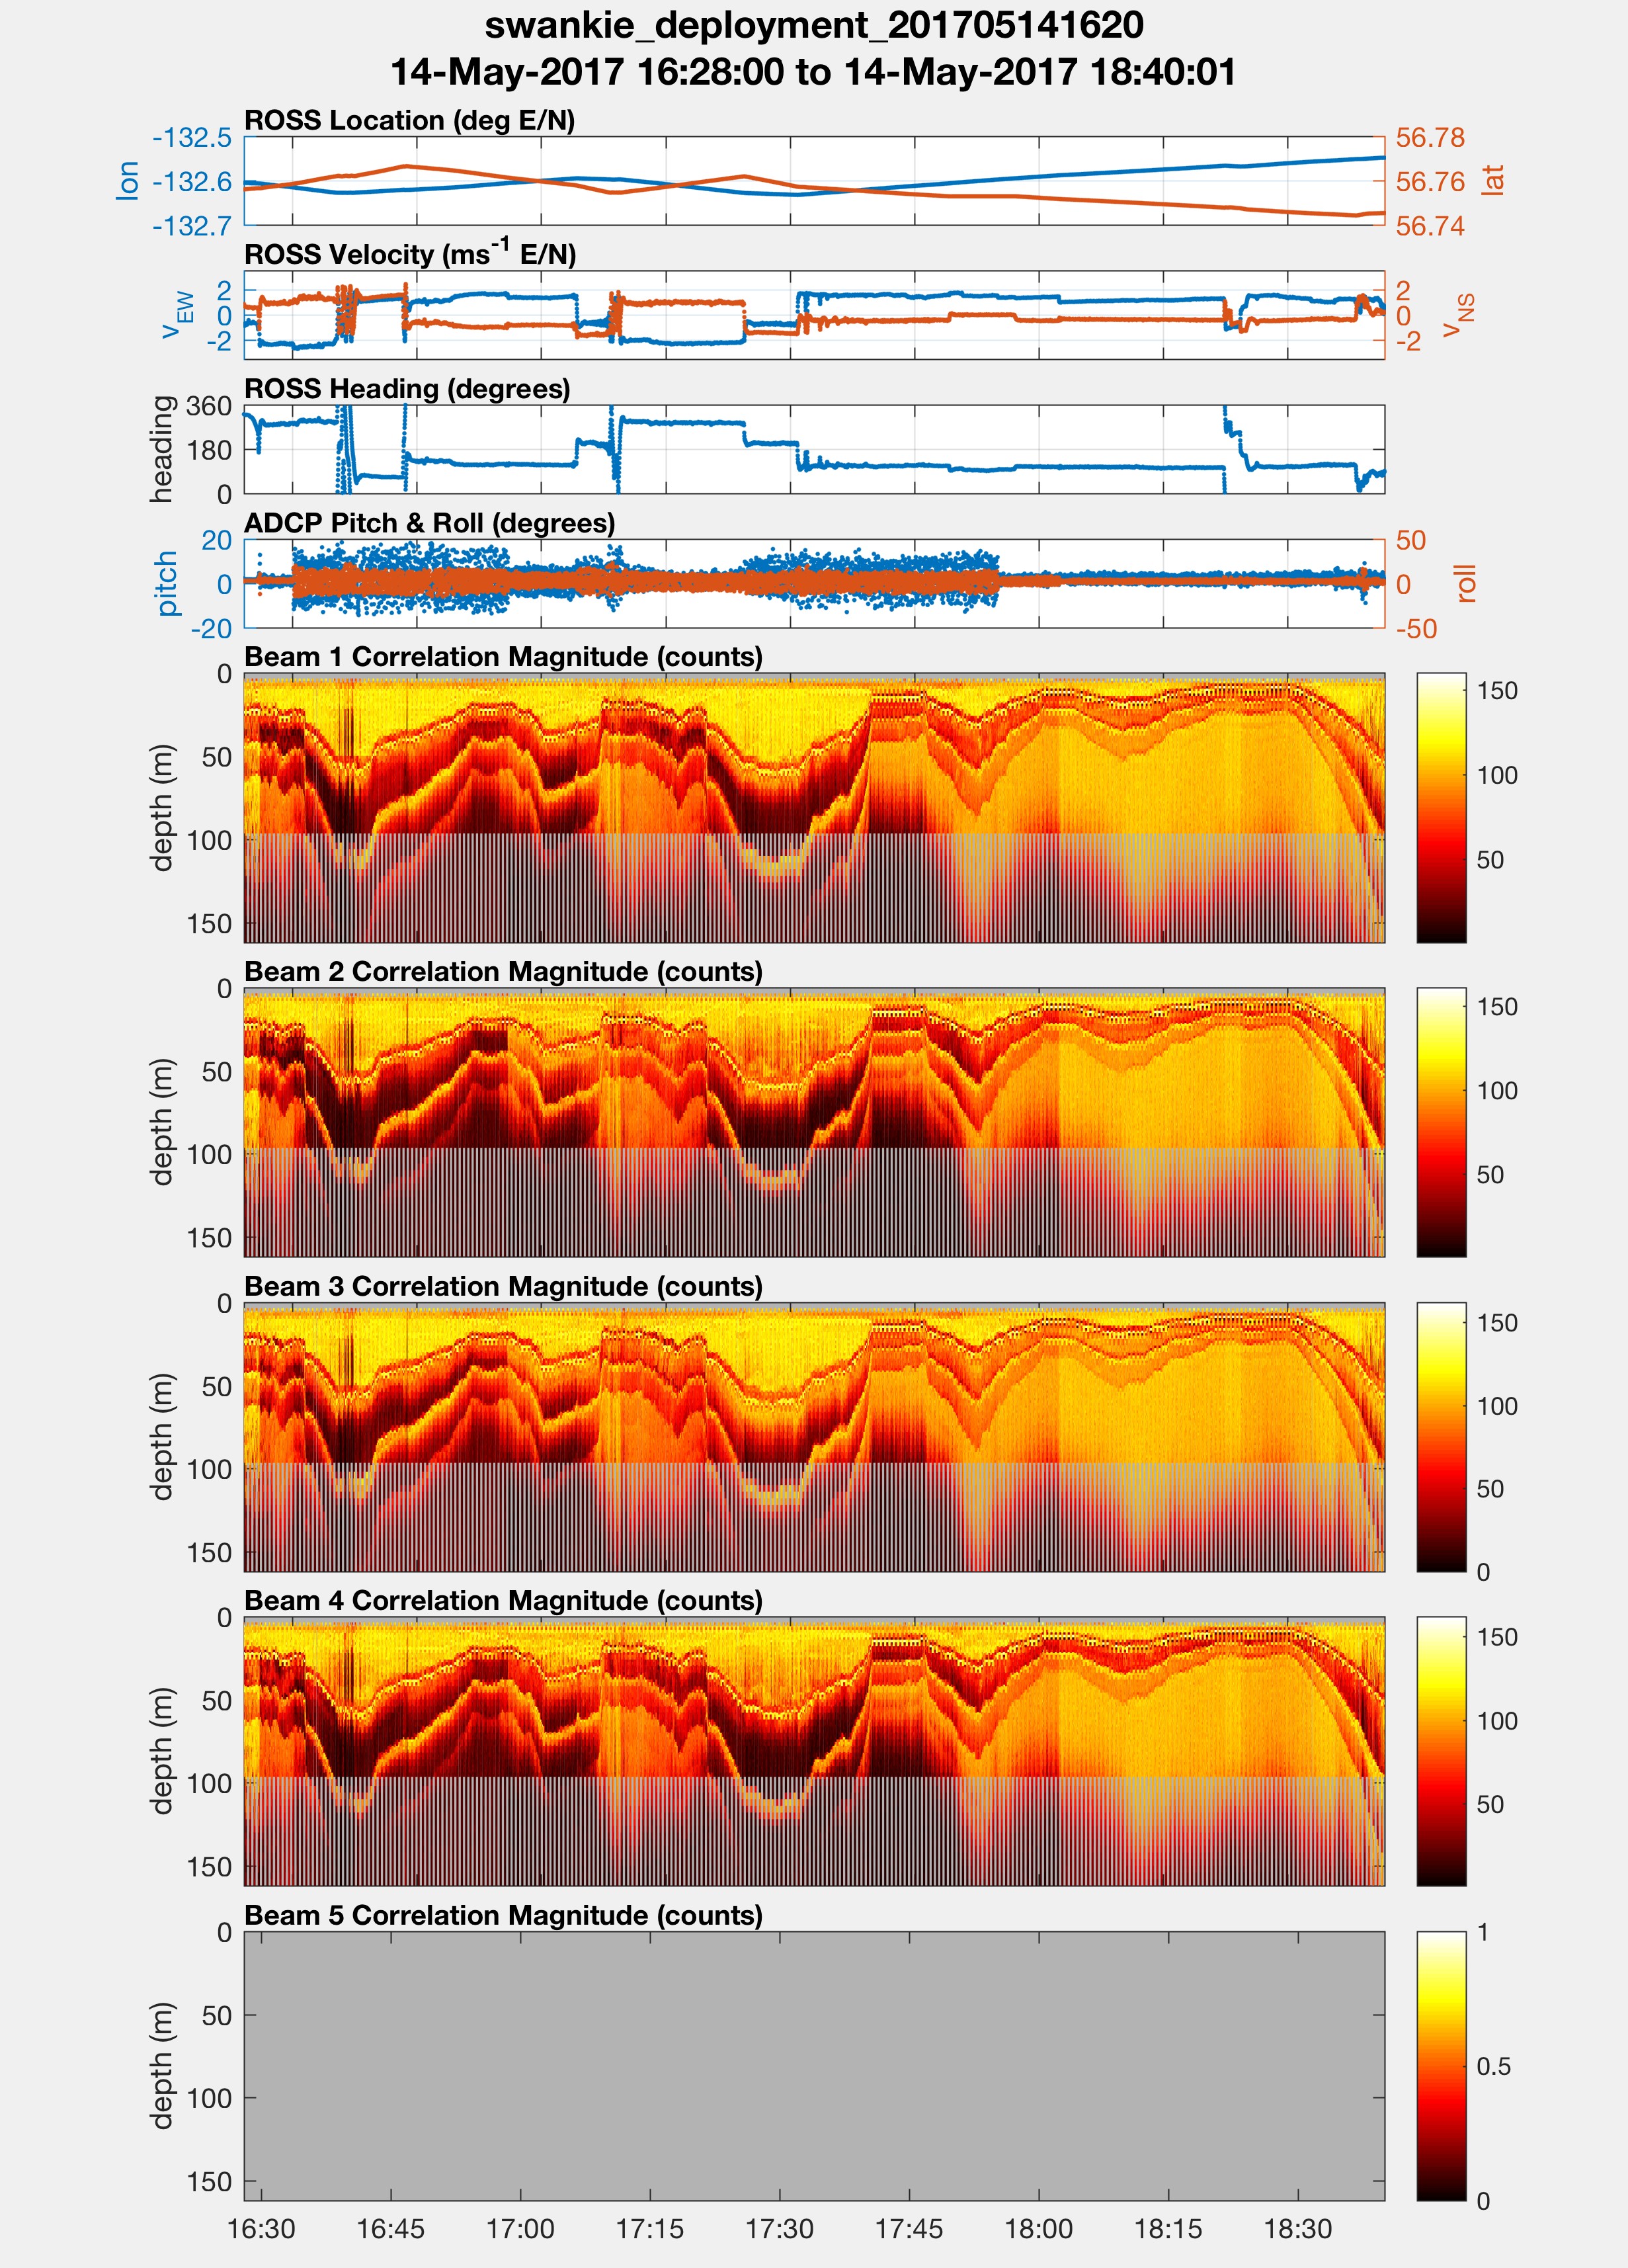 swankie_deployment_201705141620
14-May-2017 16:28:00 to 14-May-2017 18:40:01
ROSS Location (deg E/N)
-132.5
-132.6
-132.7
lon
56.78
56.76
56.74
lat
ROSS Velocity (ms⁻¹ E/N)
2
0
-2
v_EW
2
0
-2
v_NS
ROSS Heading (degrees)
360
180
0
heading
ADCP Pitch & Roll (degrees)
20
0
-20
pitch
50
0
-50
roll
Beam 1 Correlation Magnitude (counts)
0
50
100
150
depth (m)
150
100
50
Beam 2 Correlation Magnitude (counts)
0
50
100
150
depth (m)
150
100
50
Beam 3 Correlation Magnitude (counts)
0
50
100
150
depth (m)
150
100
50
0
Beam 4 Correlation Magnitude (counts)
0
50
100
150
depth (m)
150
100
50
Beam 5 Correlation Magnitude (counts)
0
50
100
150
depth (m)
1
0.5
0
16:30 16:45 17:00 17:15 17:30 17:45 18:00 18:15 18:30